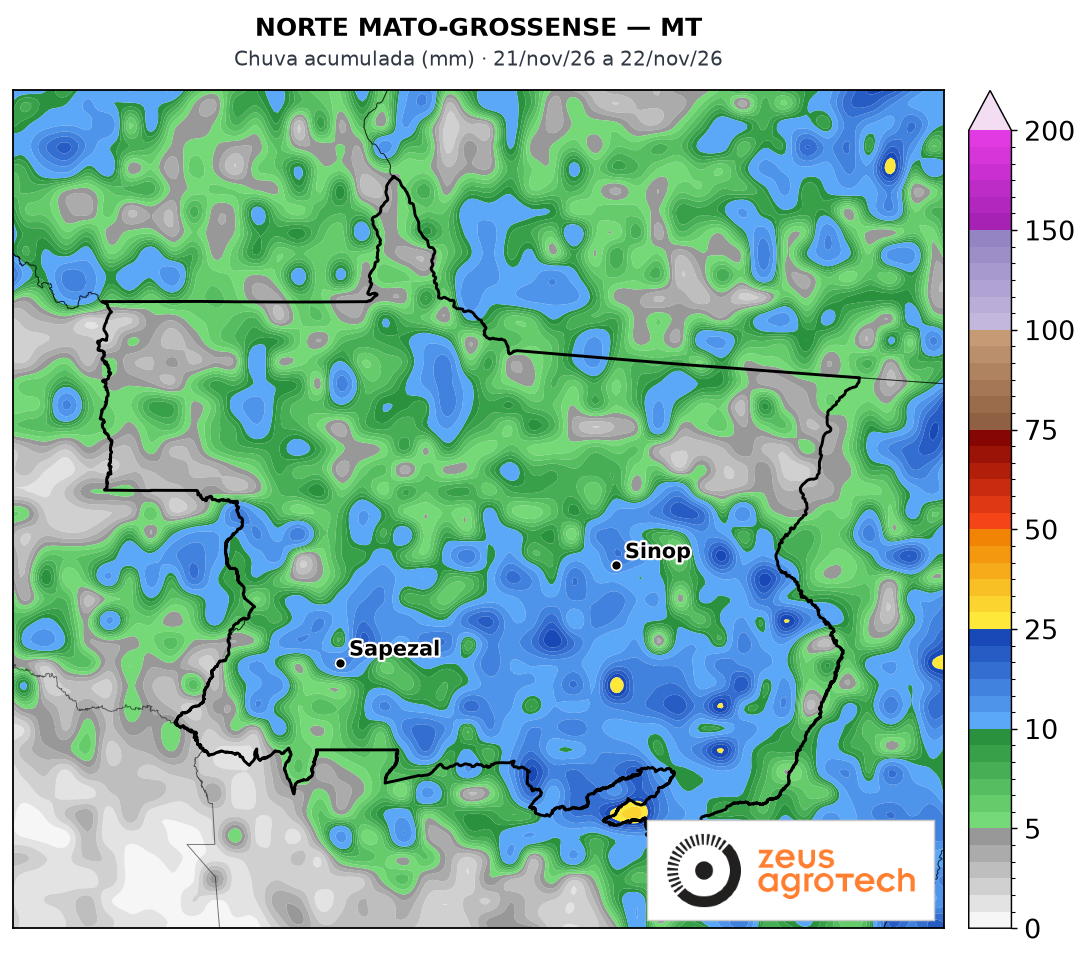 NORTE MATO-GROSSENSE — MT
Chuva acumulada (mm) · 21/nov/26 a 22/nov/26
200
150
100
75
50
25
10
5
0
Sinop
Sapezal
zeus
agrotech